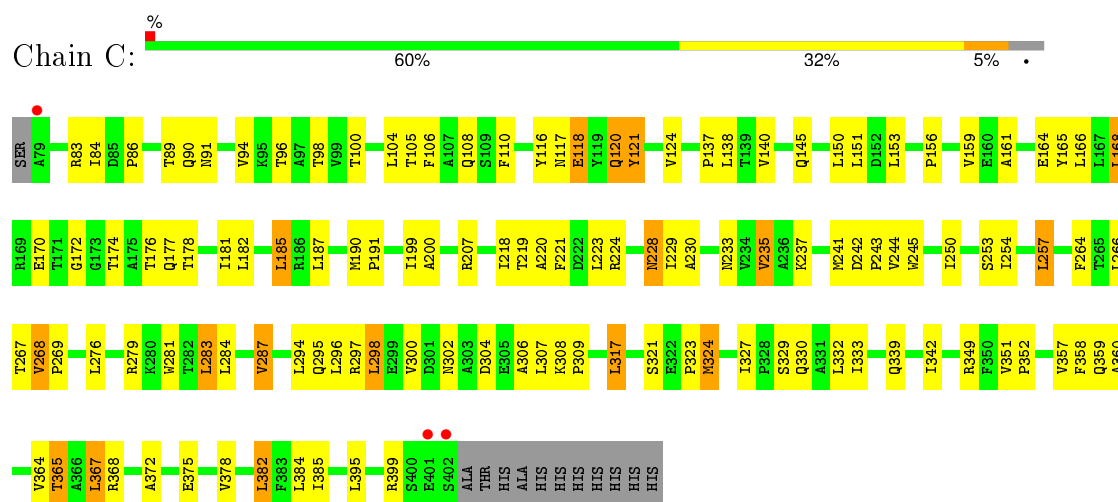 %
Chain C:
60% 32% 5% •
SER A79 R83 I84 D85 P86 T89 Q90 N91 V94 K95 T96 A97 T98 V99 T100 L104 T105 F106 A107 Q108 S109 F110 Y116 N117 E118 Y119 Q120 Y121 V124 P137 L138 T139 V140 Q145 L150 L151 D152 L153 P156 V159 E160 A161 E164 Y165 L166 L167 L168
R169 E170 T171 G172 G173 T174 A175 T176 Q177 T178 I181 L182 L185 R186 L187 M190 P191 I199 A200 R207 I218 T219 A220 F221 D222 L223 R224 N228 I229 A230 N233 V234 V235 A236 K237 M241 D242 P243 V244 W245 I250 S253 I254 L257 F264 T265 L266
T267 V268 P269 L276 R279 K280 W281 T282 L283 L284 V287 L294 Q295 L296 R297 L298 E299 V300 D301 N302 A303 D304 E305 A306 L307 K308 P309 L317 S321 E322 P323 M324 I327 P328 S329 Q330 A331 L332 I333 Q339 I342 R349 F350 V351 P352 V357 F358 Q359 A360
V364 T365 A366 L367 R368 A372 E375 V378 L382 F383 L384 I385 L395 R399 S400 E401 S402 ALA THR HIS ALA HIS HIS HIS HIS HIS HIS